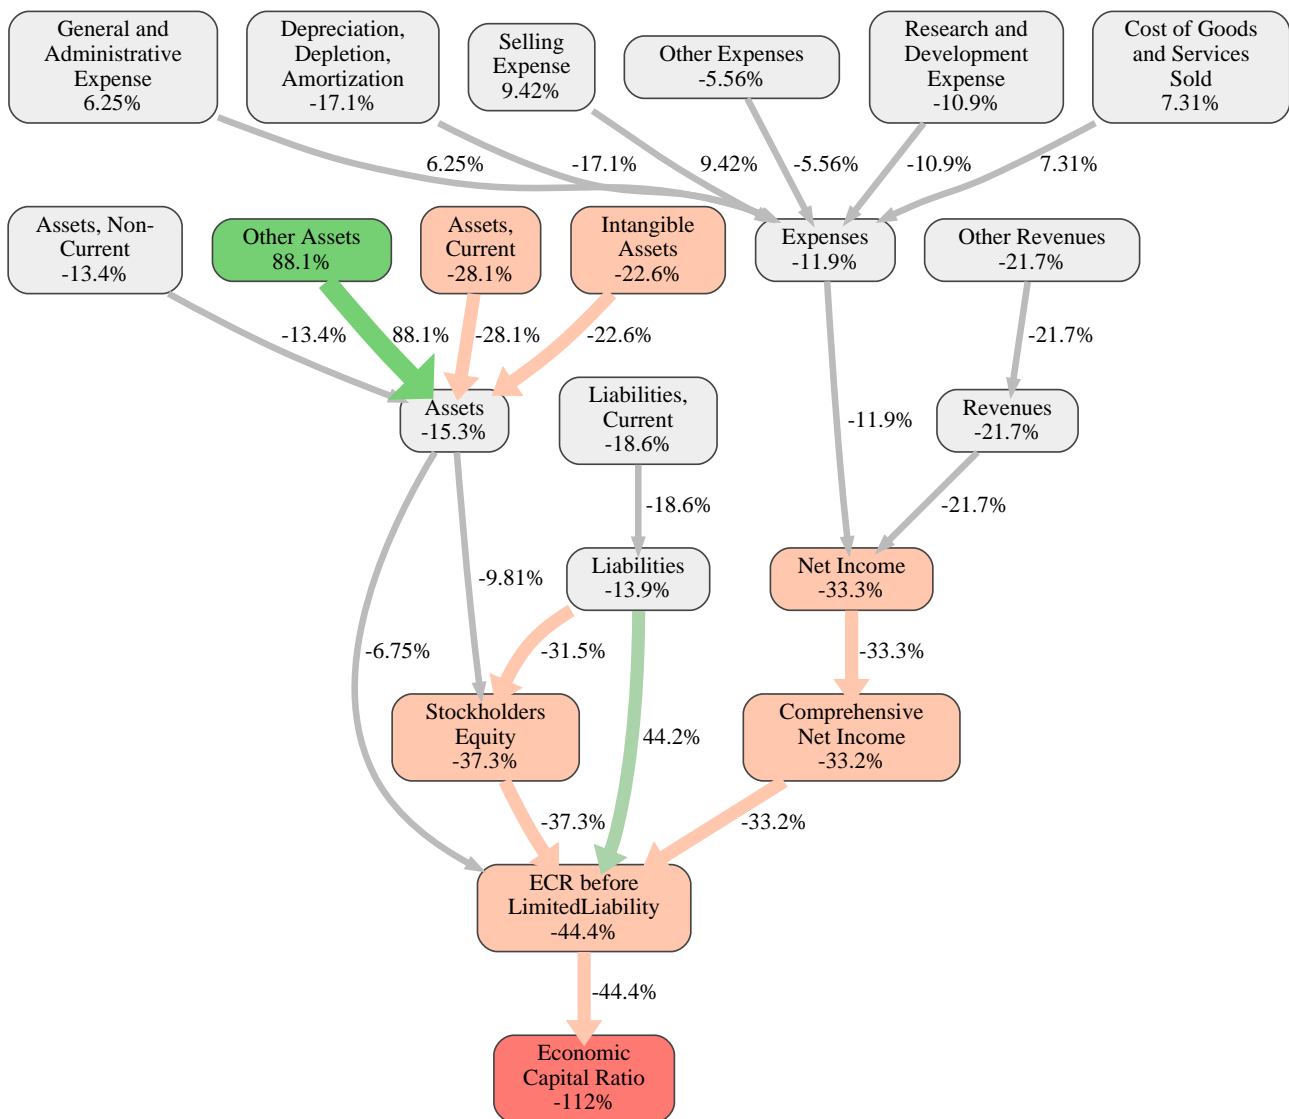 General and
Administrative
Expense
6.25%
Depreciation,
Depletion,
Amortization
-17.1%
Selling
Expense
9.42%
Other Expenses
-5.56%
Research and
Development
Expense
-10.9%
Cost of Goods
and Services
Sold
7.31%
6.25%
-17.1%
9.42%
-5.56%
-10.9%
7.31%
Assets, Non-
Current
-13.4%
Other Assets
88.1%
Assets,
Current
-28.1%
Intangible
Assets
-22.6%
Expenses
-11.9%
Other Revenues
-21.7%
-13.4%
88.1%
-28.1%
-22.6%
-21.7%
Assets
-15.3%
Liabilities,
Current
-18.6%
-11.9%
Revenues
-21.7%
-18.6%
-21.7%
-9.81%
Liabilities
-13.9%
Net Income
-33.3%
-6.75%
-31.5%
-33.3%
Stockholders
Equity
-37.3%
44.2%
Comprehensive
Net Income
-33.2%
-37.3%
-33.2%
ECR before
LimitedLiability
-44.4%
-44.4%
Economic
Capital Ratio
-112%